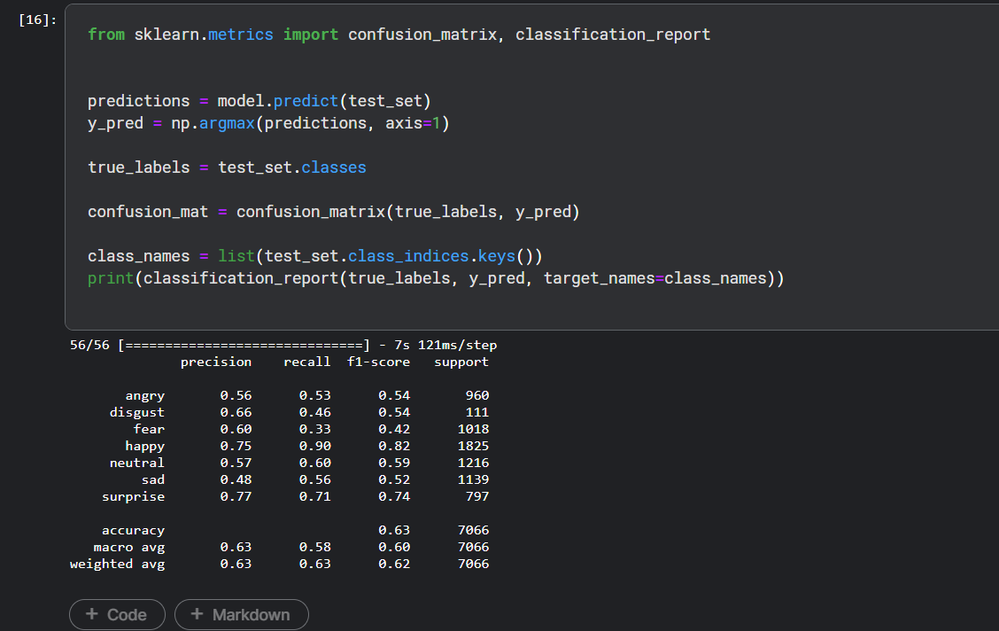 [16]:
from sklearn.metrics import confusion_matrix, classification_report
predictions = model.predict(test_set)
y_pred = np.argmax(predictions, axis=1)
true_labels = test_set.classes
confusion_mat = confusion_matrix(true_labels, y_pred)
class_names = list(test_set.class_indices.keys())
print(classification_report(true_labels, y_pred, target_names=class_names))
56/56 [==============================] - 7s 121ms/step
precision recall f1-score support
angry 0.56 0.53 0.54 960
disgust 0.66 0.46 0.54 111
fear 0.60 0.33 0.42 1018
happy 0.75 0.90 0.82 1825
neutral 0.57 0.60 0.59 1216
sad 0.48 0.56 0.52 1139
surprise 0.77 0.71 0.74 797
accuracy 0.63 7066
macro avg 0.63 0.58 0.60 7066
weighted avg 0.63 0.63 0.62 7066
+ Code + Markdown